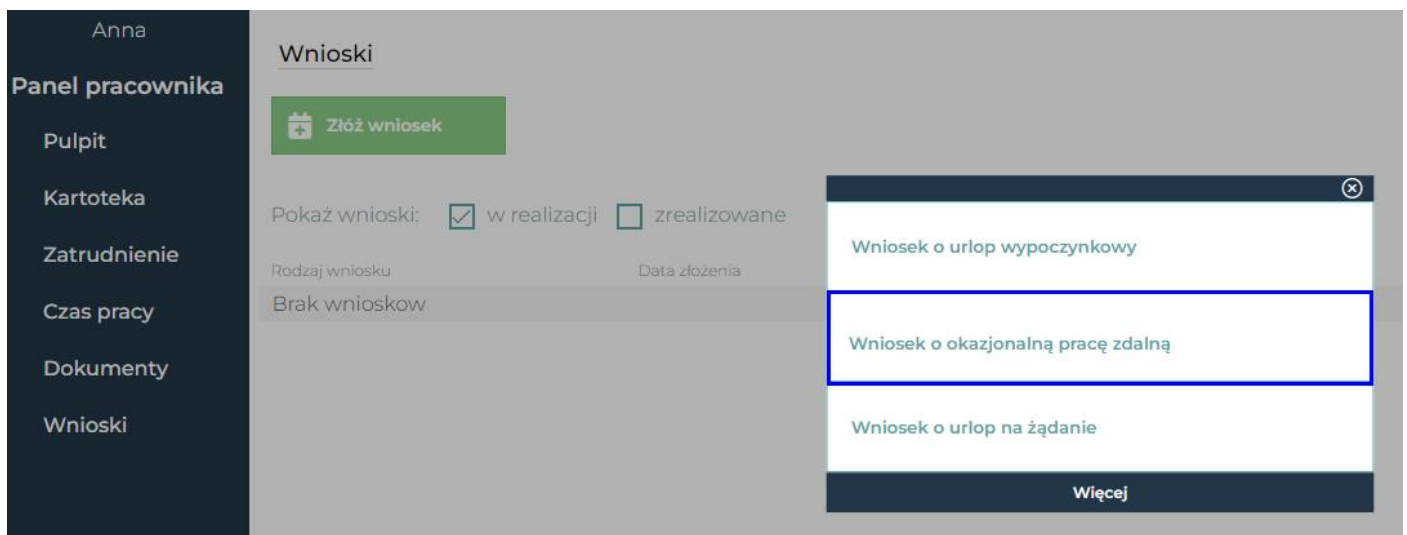 Anna
Panel pracownika
Pulpit
Kartoteka
Zatrudnienie
Czas pracy
Dokumenty
Wnioski
Wnioski
Złóż wniosek
Pokaż wnioski: w realizacji zrealizowane
Rodzaj wniosku Data złożenia
Brak wnioskow
Wniosek o urlop wypoczynkowy
Wniosek o okazjonalną pracę zdalną
Wniosek o urlop na żądanie
Więcej